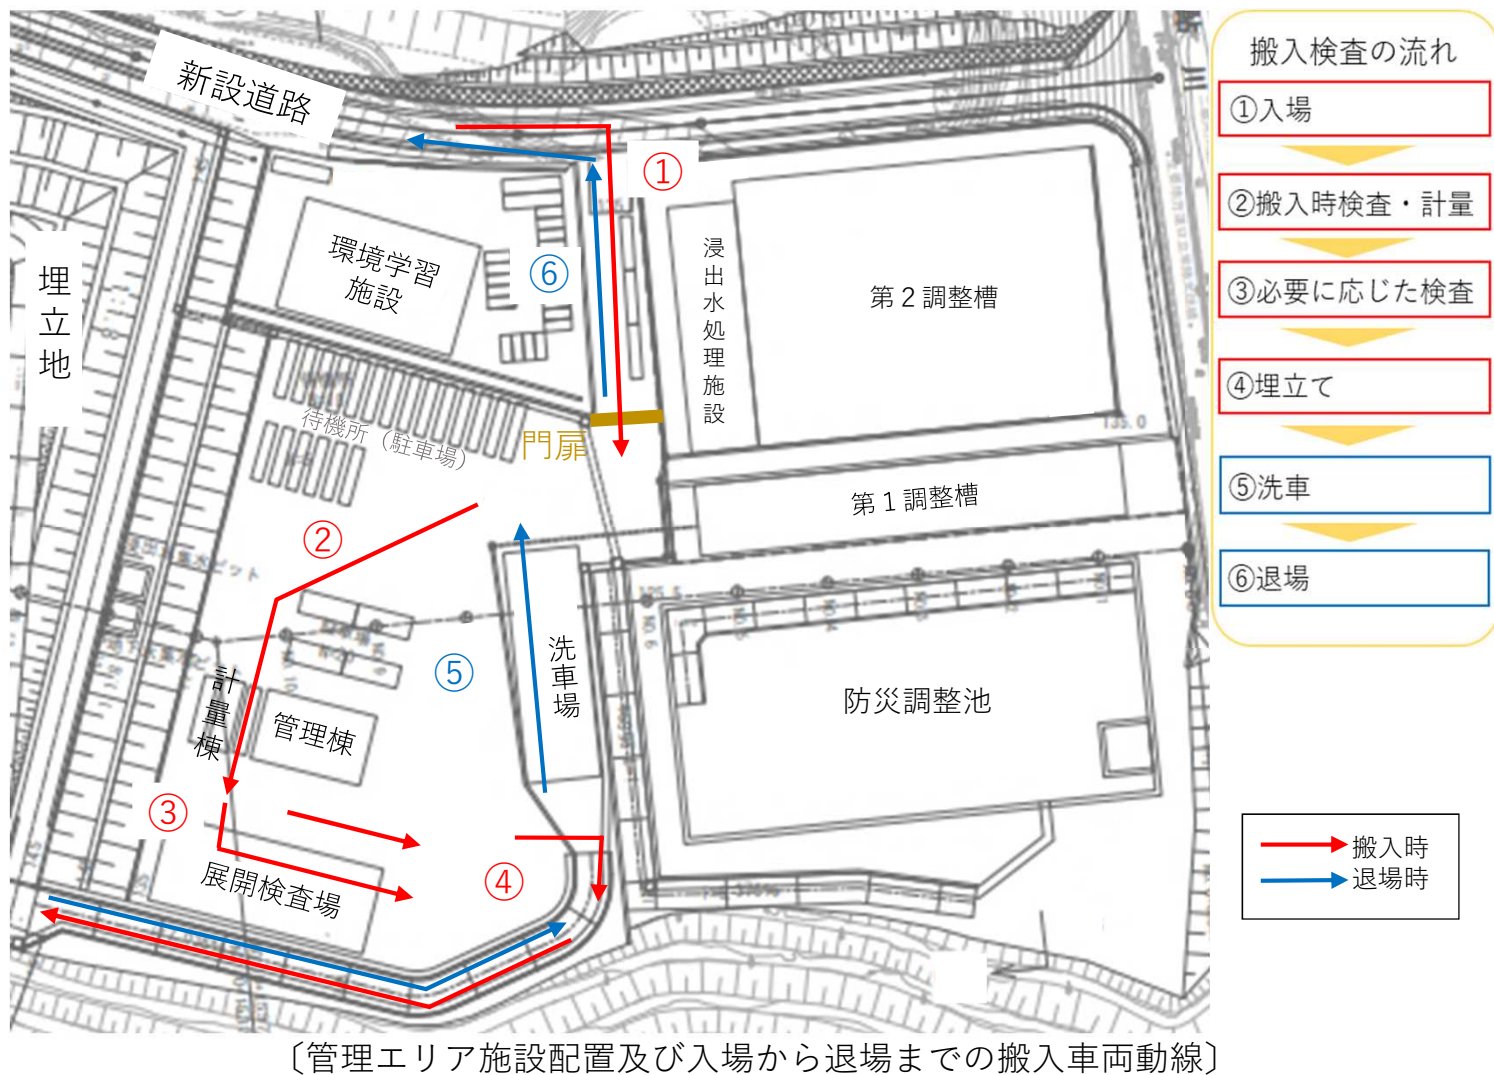 新設道路
①
環境学習
施設
⑥
浸出水処理施設
第２調整槽
埋立地
待機所（駐車場）
門扉
135.0
第１調整槽
②
125.5
NO.6
⑤
洗車場
計量棟
管理棟
防災調整池
③
展開検査場
④
搬入検査の流れ
①入場
②搬入時検査・計量
③必要に応じた検査
④埋立て
⑤洗車
⑥退場
搬入時
退場時
〔管理エリア施設配置及び入場から退場までの搬入車両動線〕